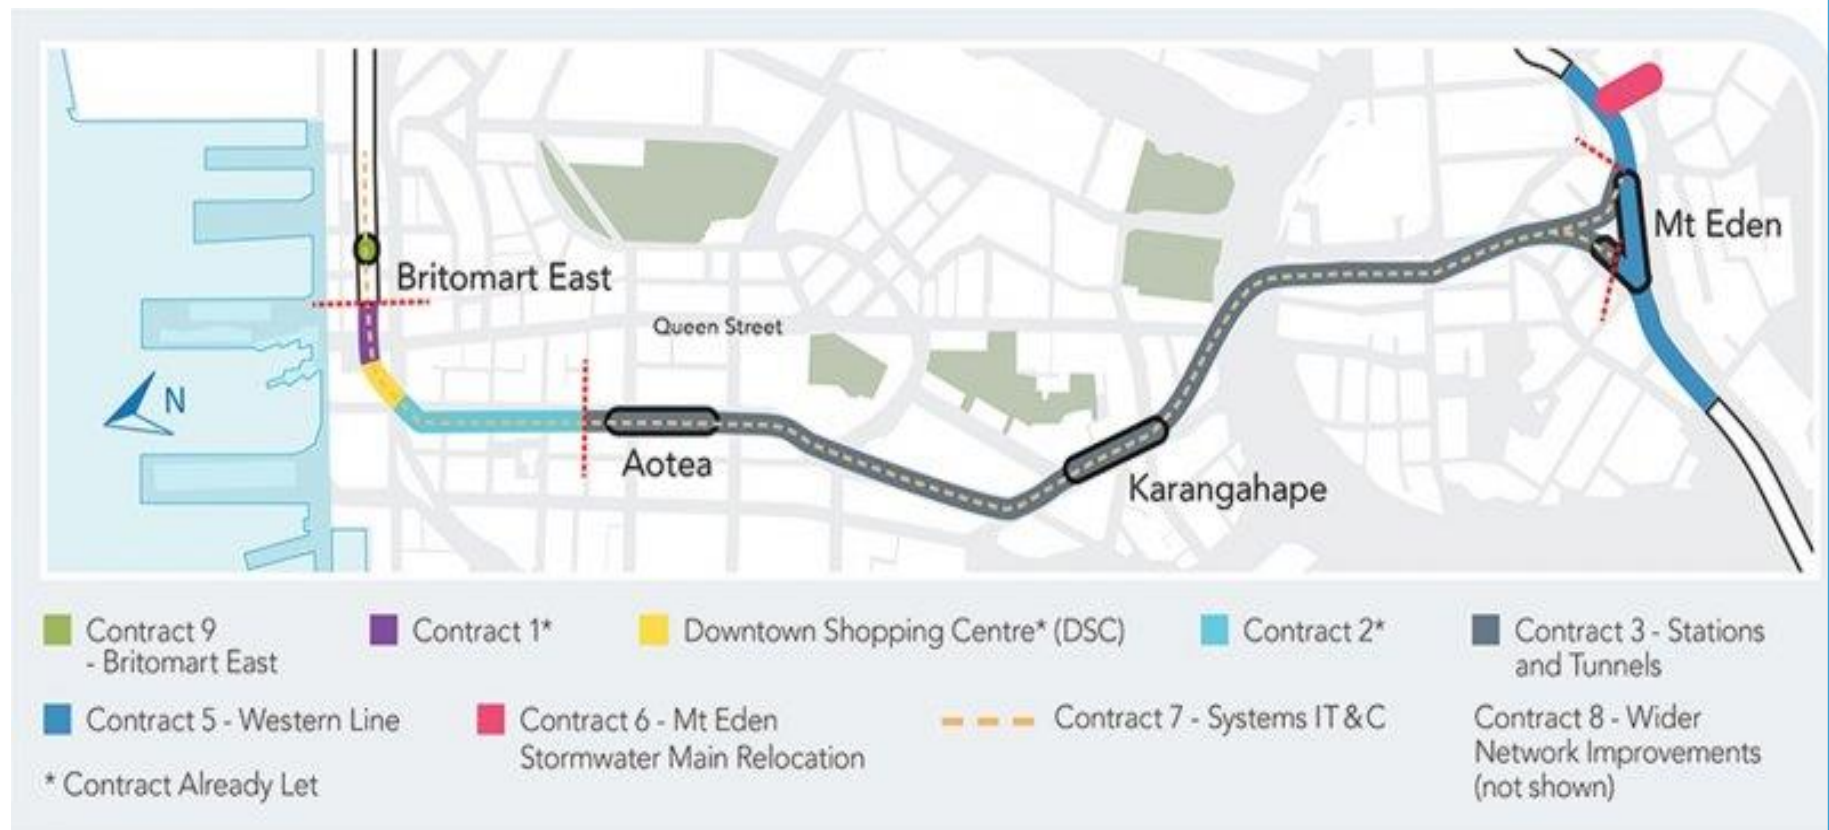 Mt Eden
Britomart East
Queen Street
N
Aotea
Karangahape
Contract 9
- Britomart East
Contract 1*
Downtown Shopping Centre* (DSC)
Contract 2*
Contract 3 - Stations
and Tunnels
Contract 5 - Western Line
Contract 6 - Mt Eden
Stormwater Main Relocation
Contract 7 - Systems IT & C
Contract 8 - Wider
Network Improvements
(not shown)
* Contract Already Let